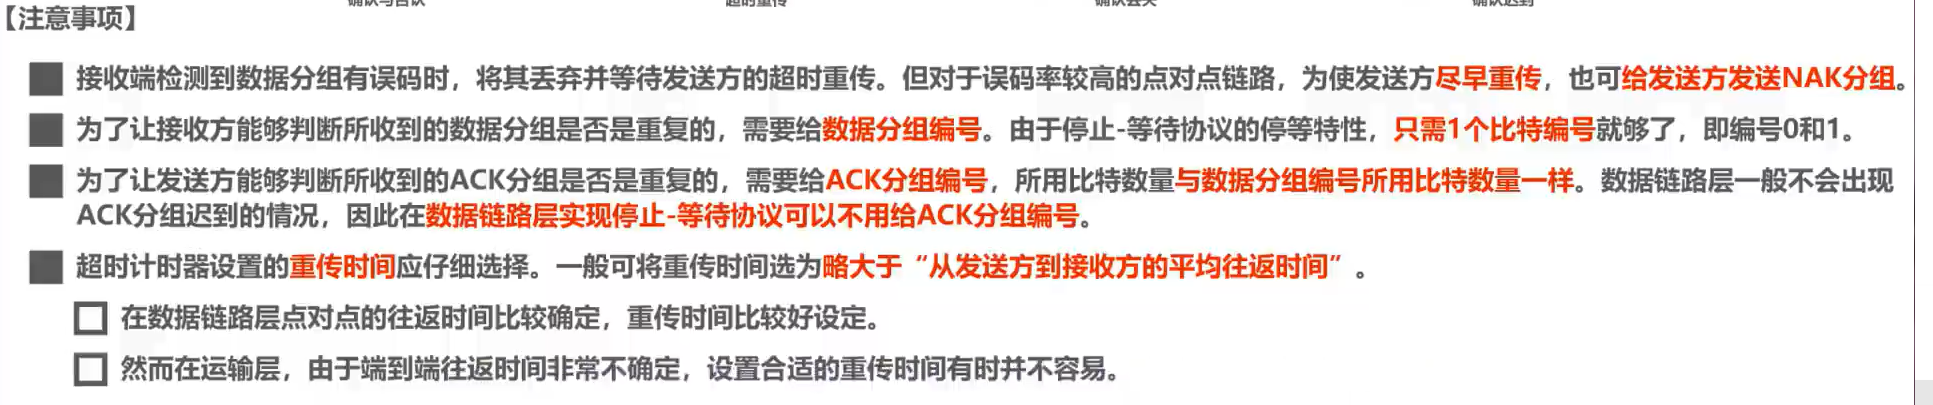 【注意事项】
接收端检测到数据分组有误码时，将其丢弃并等待发送方的超时重传。但对于误码率较高的点对点链路，为使发送方尽早重传，也可给发送方发送NAK分组。
为了让接收方能够判断所收到的数据分组是否是重复的，需要给数据分组编号。由于停止-等待协议的停等特性，只需1个比特编号就够了，即编号0和1。
为了让发送方能够判断所收到的ACK分组是否是重复的，需要给ACK分组编号，所用比特数量与数据分组编号所用比特数量一样。数据链路层一般不会出现
ACK分组迟到的情况，因此在数据链路层实现停止-等待协议可以不用给ACK分组编号。
超时计时器设置的重传时间应仔细选择。一般可将重传时间选为略大于“从发送方到接收方的平均往返时间”。
在数据链路层点对点的往返时间比较确定，重传时间比较好设定。
然而在运输层，由于端到端往返时间非常不确定，设置合适的重传时间有时并不容易。